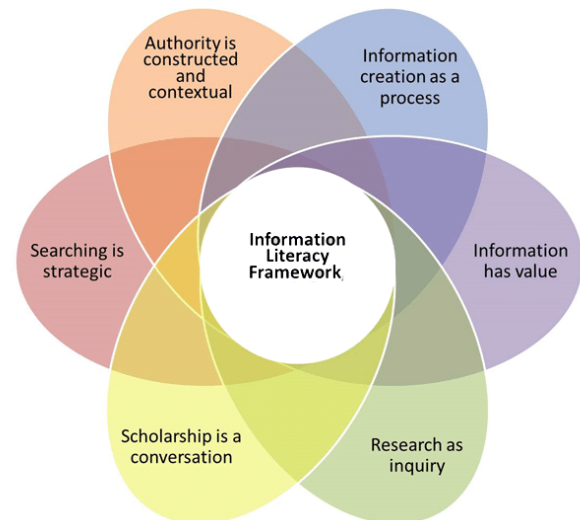 Authority is
constructed
and
contextual
Information
creation as a
process
Searching is
strategic
Information
Literacy
Framework,
Information
has value
Scholarship is a
conversation
Research as
inquiry